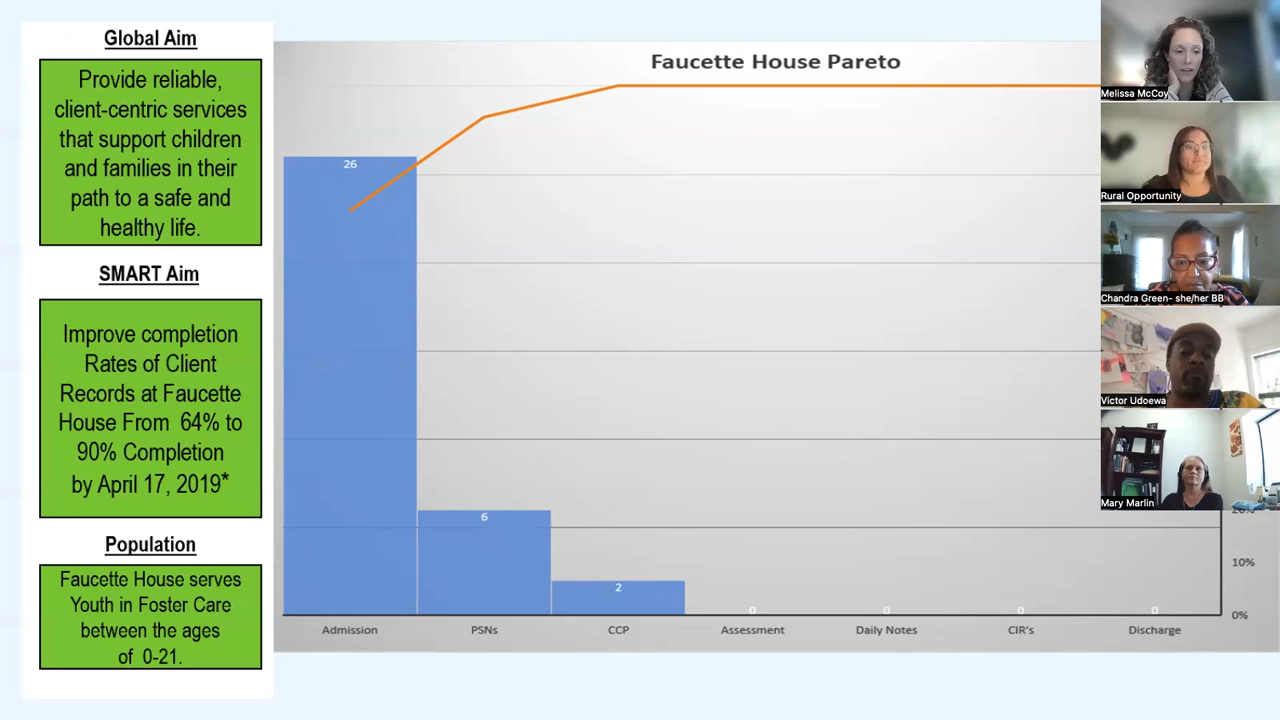 Global Aim
Provide reliable,
client-centric services
that support children
and families in their
path to a safe and
healthy life.
SMART Aim
Improve completion
Rates of Client
Records at Faucette
House From 64% to
90% Completion
by April 17, 2019*
Population
Faucette House serves
Youth in Foster Care
between the ages
of 0-21.
Faucette House Pareto
26
6
2
0
0
0
0
10%
0%
Admission
PSNs
CCP
Assessment
Daily Notes
CIR's
Discharge
Melissa McCoy
Rural Opportunity
Chandra Green- she/her BB
Victor Udoewa
Mary Marlin